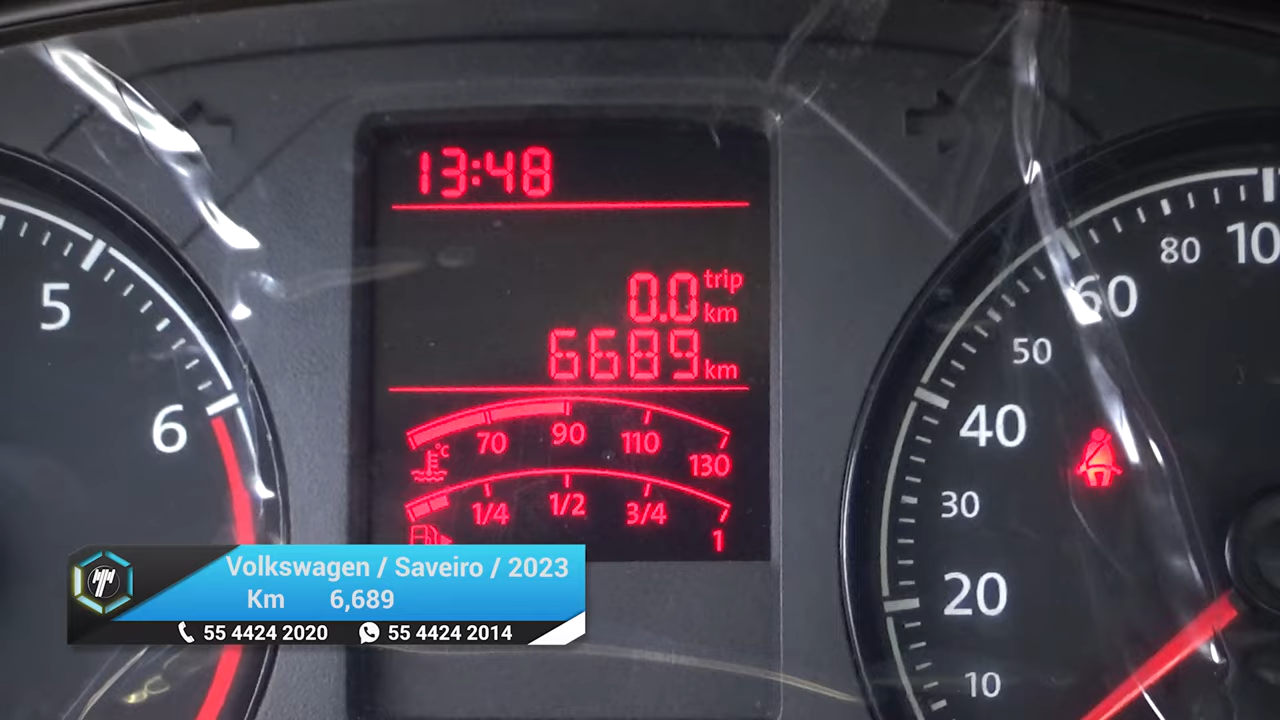 13:48
0.0 trip km
6689 km
70 90 110 130
°C
1/4 1/2 3/4 1
5
6
10
20
30
40
50
60
80
10
Volkswagen / Saveiro / 2023
Km 6,689
55 4424 2020 55 4424 2014